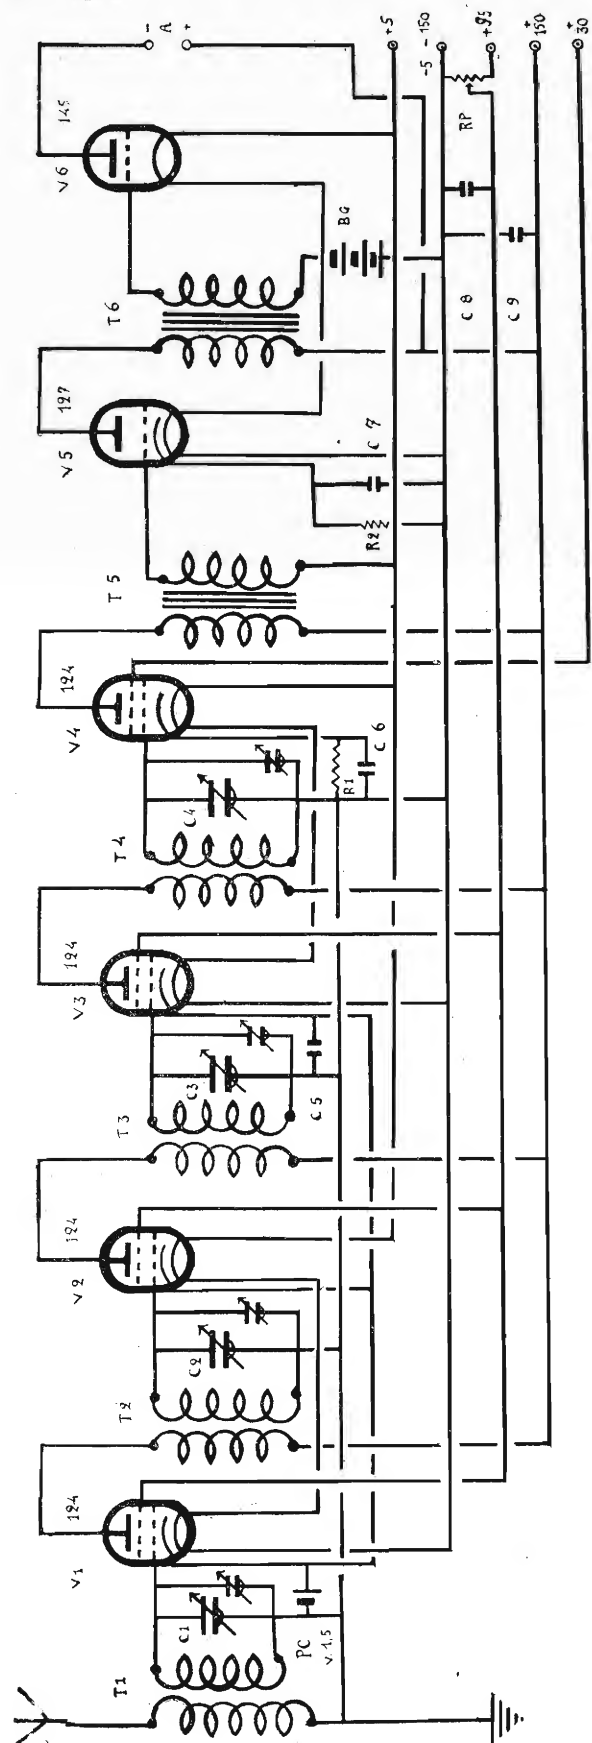 T1
C1
V1
124
PC
V.1,5
T2
C2
V2
124
T3
C3
C5
V3
124
T4
C4
R1
C6
V4
124
T5
R2
C7
V5
127
T6
BG
V6
145
- A +
C8
C9
RP
+5
-5 -150
+95
+150
+30